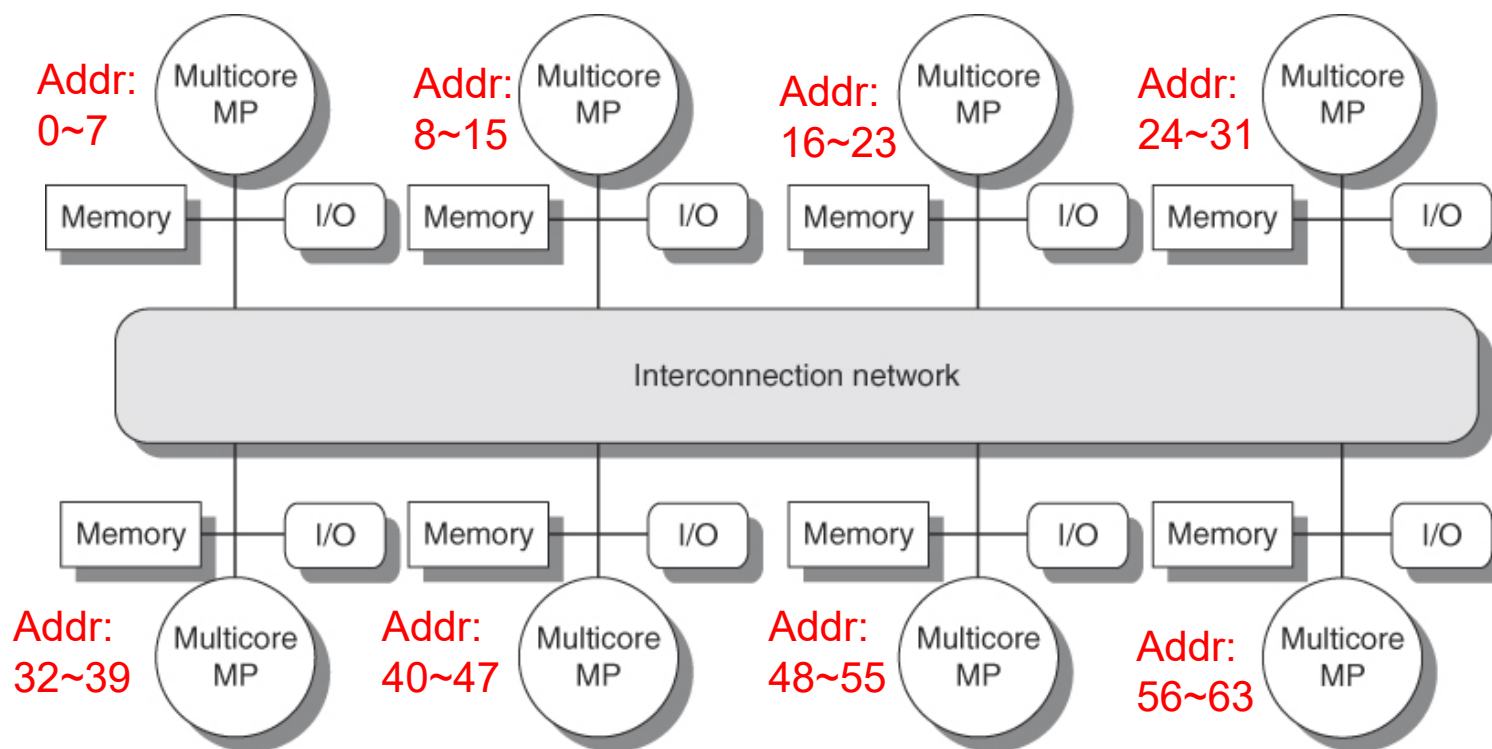 Addr:
0~7
Multicore
MP
Addr:
8~15
Multicore
MP
Addr:
16~23
Multicore
MP
Addr:
24~31
Multicore
MP
Memory
I/O
Memory
I/O
Memory
I/O
Memory
I/O
Interconnection network
Memory
I/O
Memory
I/O
Memory
I/O
Memory
I/O
Addr:
32~39
Multicore
MP
Addr:
40~47
Multicore
MP
Addr:
48~55
Multicore
MP
Addr:
56~63
Multicore
MP